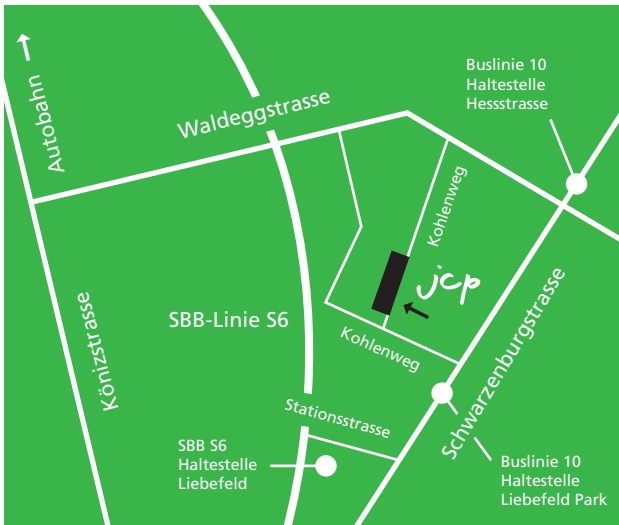 Buslinie 10
Haltestelle
Hessstrasse
Autobahn
Waldeggstrasse
Kohlenweg
jcp
Könizstrasse
SBB-Linie S6
Kohlenweg
Schwarzenburgstrasse
Stationsstrasse
SBB S6
Haltestelle
Liebefeld
Buslinie 10
Haltestelle
Liebefeld Park